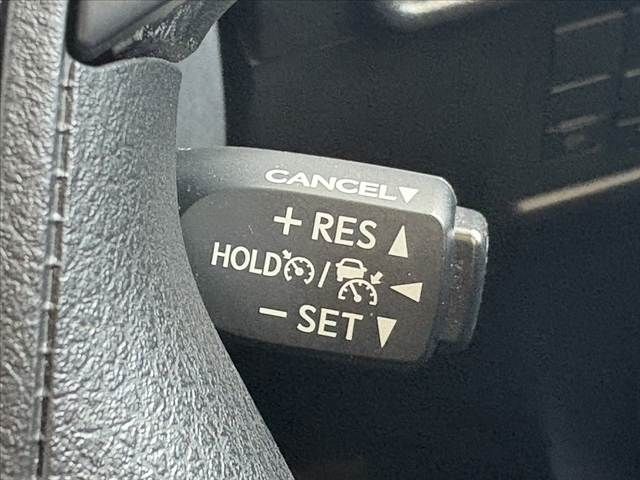 CANCEL▼
+ RES ▲
HOLD / ◀
- SET ▼